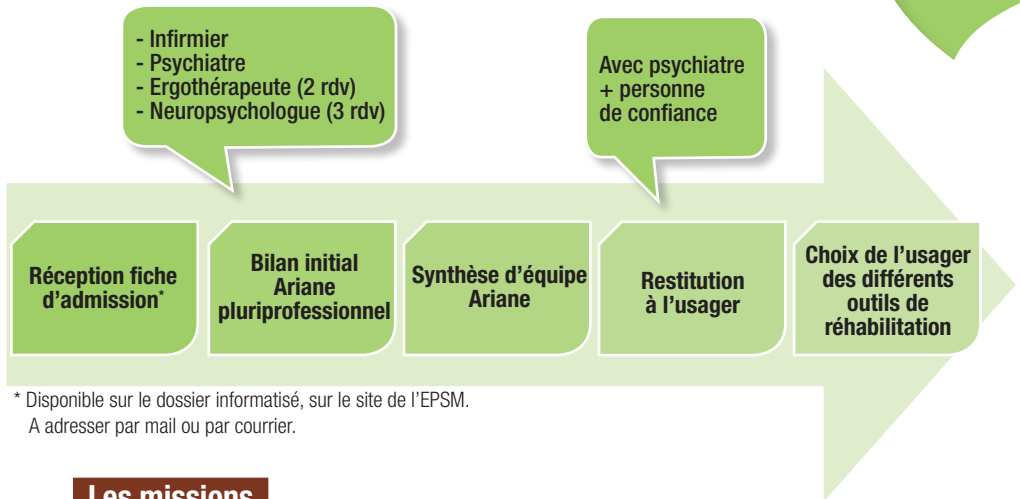 - Infirmier
- Psychiatre
- Ergothérapeute (2 rdv)
- Neuropsychologue (3 rdv)
Avec psychiatre
+ personne
de confiance
Réception fiche
d'admission*
Bilan initial
Ariane
pluriprofessionnel
Synthèse d'équipe
Ariane
Restitution
à l'usager
Choix de l'usager
des différents
outils de
réhabilitation
* Disponible sur le dossier informatisé, sur le site de l'EPSM.
A adresser par mail ou par courrier.
Les missions